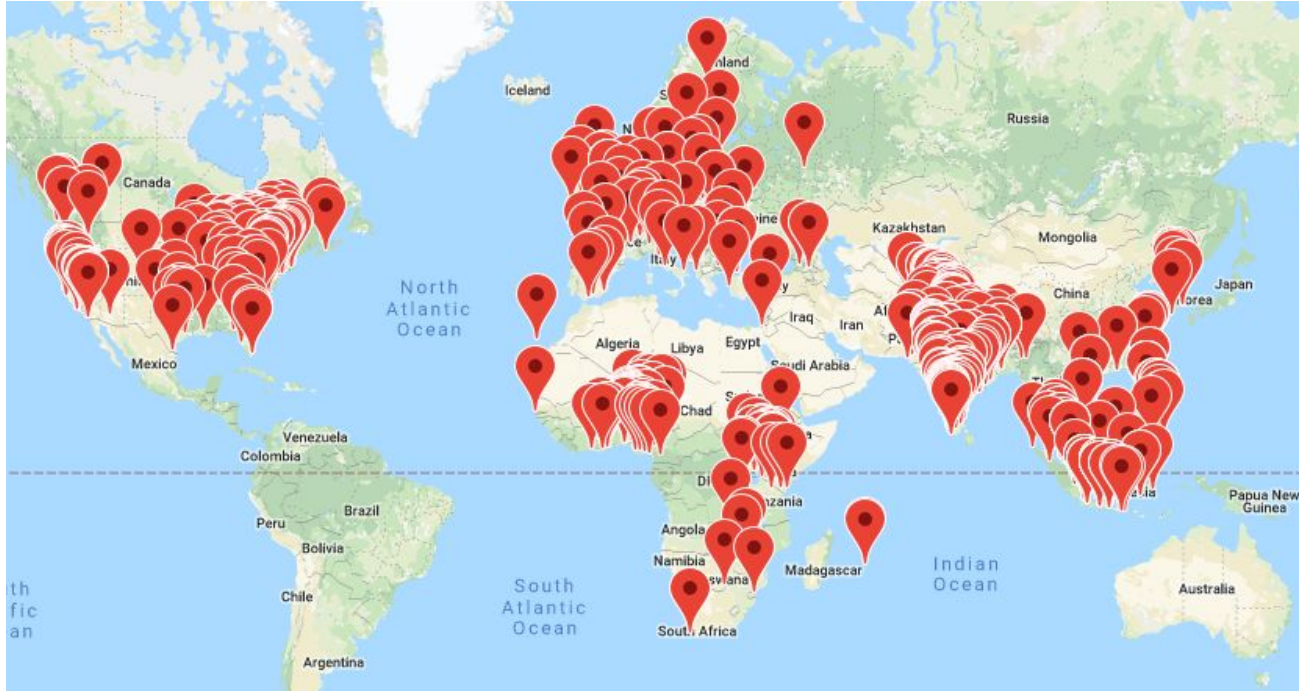 Iceland
Russia
Canada
Kazakhstan
Mongolia
Italy
North
Atlantic
Ocean
China
Japan
Iraq
Iran
Algeria
Libya
Egypt
Mexico
Saudi Arabia
Chad
Venezuela
Colombia
Papua New
Guinea
Peru
Brazil
Angola
Bolivia
Namibia
Madagascar
Indian
Ocean
South
Atlantic
Ocean
Australia
Chile
South Africa
Argentina